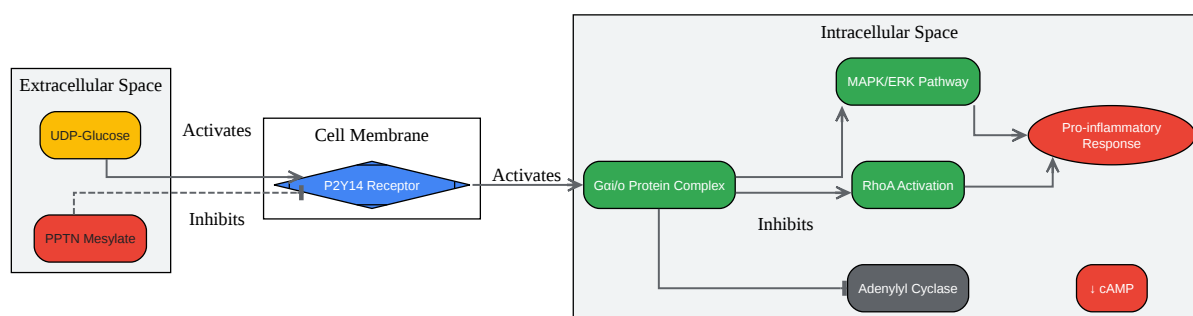 Extracellular Space
UDP-Glucose
PPTN Mesylate
Activates
Inhibits
Cell Membrane
P2Y14 Receptor
Activates
Intracellular Space
Gαi/o Protein Complex
MAPK/ERK Pathway
RhoA Activation
Inhibits
Adenylyl Cyclase
Pro-inflammatory
Response
↓ cAMP